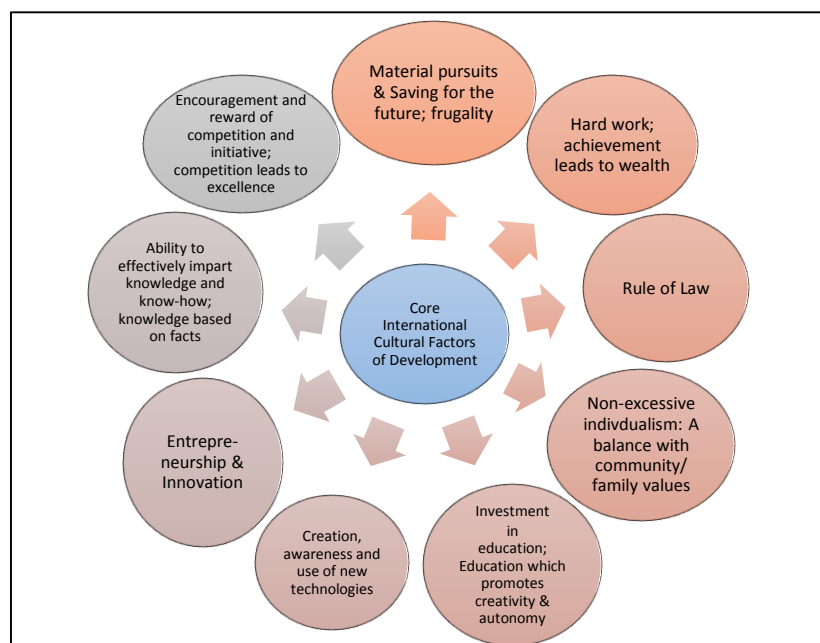 Core
International
Cultural Factors
of Development
Material pursuits
& Saving for the
future; frugality
Hard work;
achievement
leads to wealth
Rule of Law
Non-excessive
indivdualism: A
balance with
community/
family values
Investment
in
education;
Education which
promotes
creativity &
autonomy
Creation,
awareness and
use of new
technologies
Entrepre-
neurship &
Innovation
Ability to
effectively impart
knowledge and
know-how;
knowledge based
on facts
Encouragement and
reward of
competition and
initiative;
competition leads to
excellence